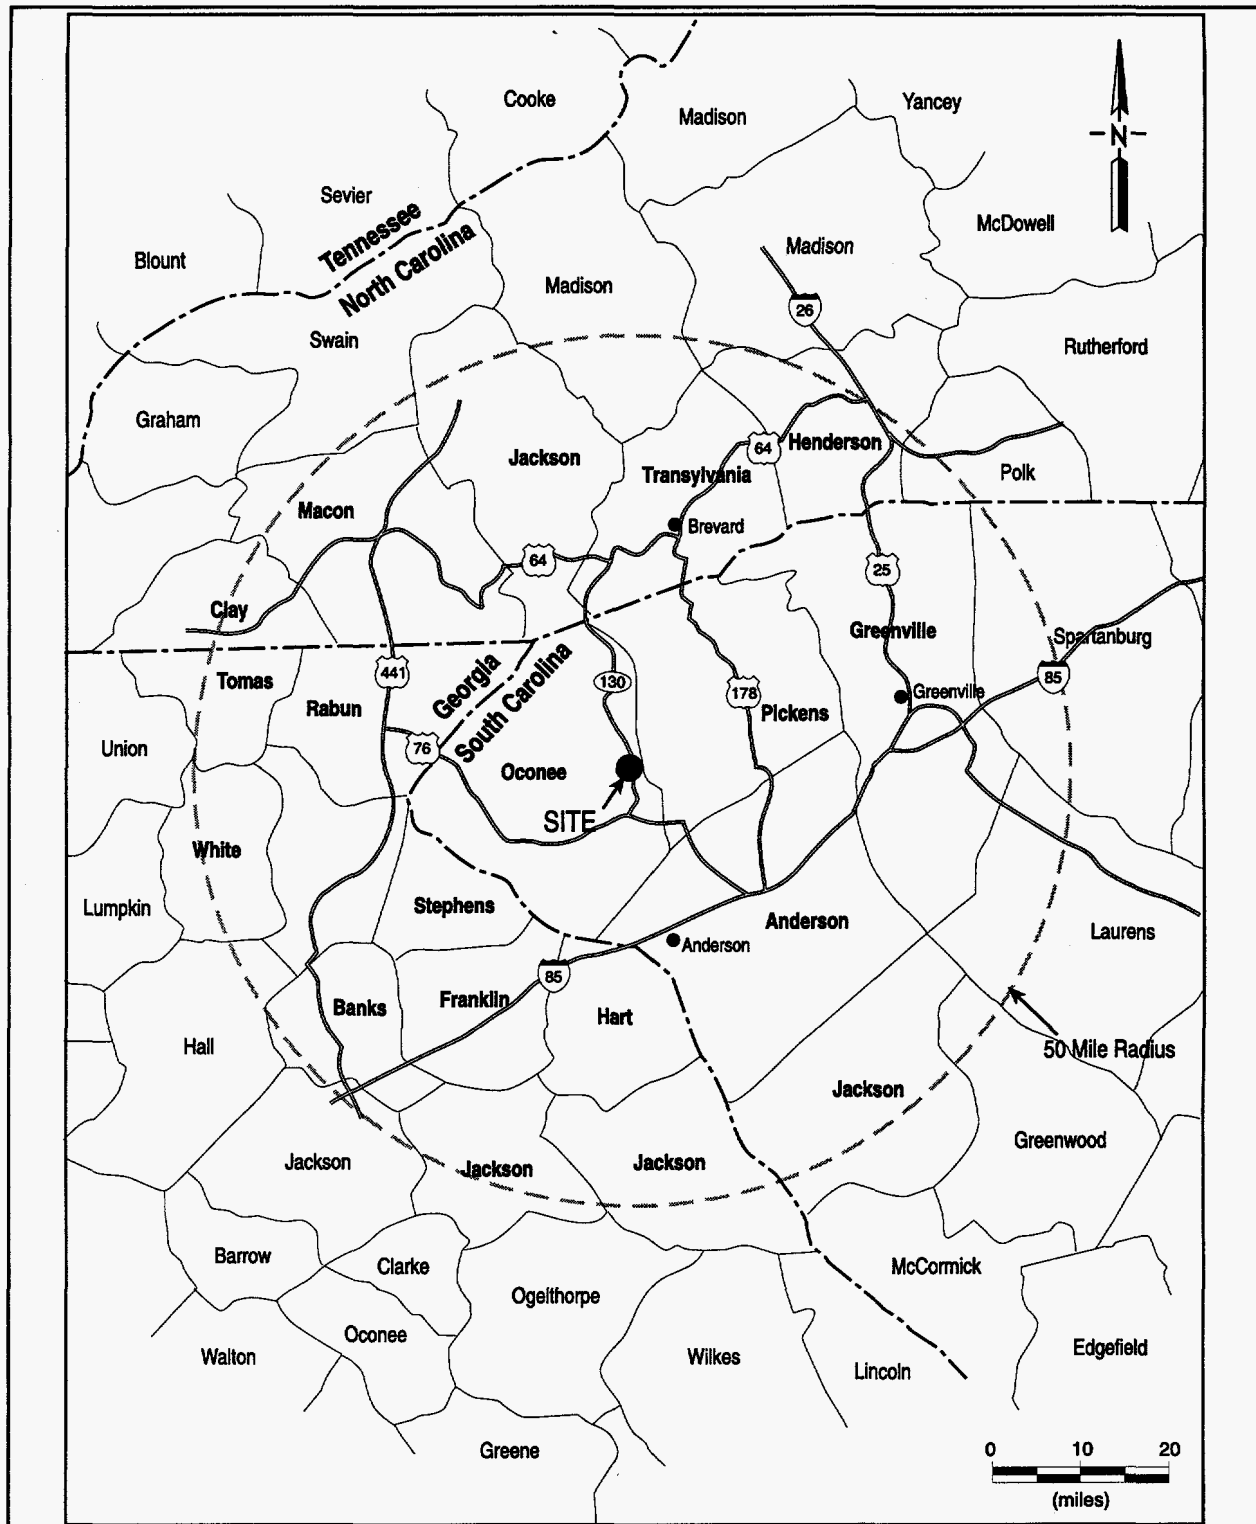 Cooke
Madison
Yancey
N
Sevier
Tennessee
North Carolina
McDowell
Blount
Madison
Madison
26
Swain
Rutherford
Graham
64
Henderson
Jackson
Transylvania
Polk
Macon
Brevard
64
25
Clay
Greenville
Spartanburg
Georgia
South Carolina
441
Tomas
130
85
178
Greenville
Rabun
Pickens
Union
76
Oconee
SITE
White
Lumpkin
Stephens
Anderson
Laurens
Anderson
85
Franklin
Banks
Hart
Hall
50 Mile Radius
Jackson
Greenwood
Jackson
Jackson
Jackson
Barrow
Clarke
McCormick
Ogelthorpe
Oconee
Walton
Wilkes
Lincoln
Edgefield
Greene
0 10 20
(miles)